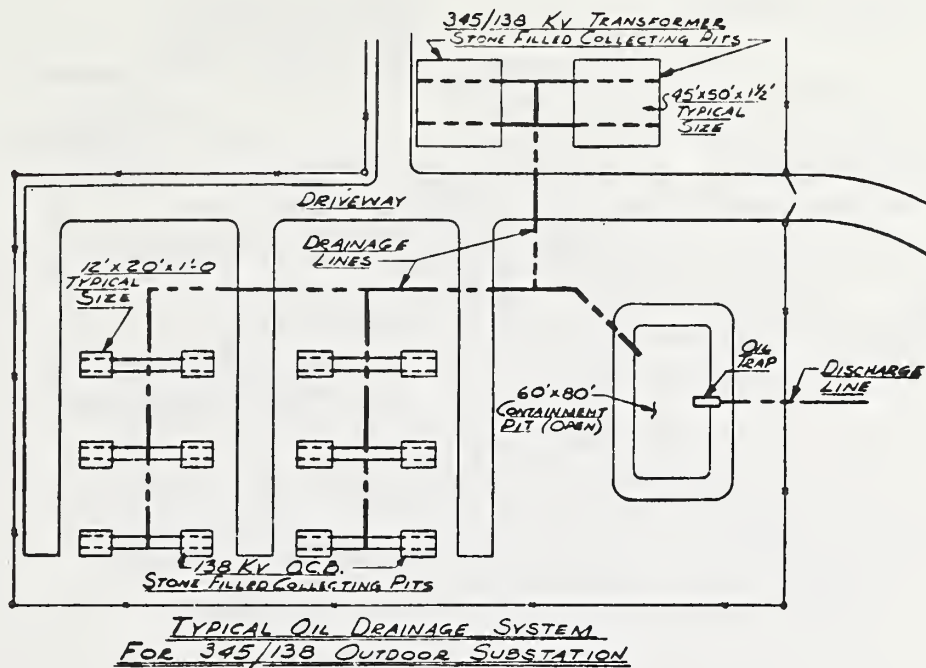 345/138 KV TRANSFORMER
STONE FILLED COLLECTING PITS
45'x50'x1½'
TYPICAL
SIZE
DRIVEWAY
DRAINAGE
LINES
12'x20'x1'-0
TYPICAL
SIZE
OIL
TRAP
DISCHARGE
LINE
60'x80'
CONTAINMENT
PIT (OPEN)
138 KV O.C.B.
STONE FILLED COLLECTING PITS
TYPICAL OIL DRAINAGE SYSTEM
FOR 345/138 OUTDOOR SUBSTATION